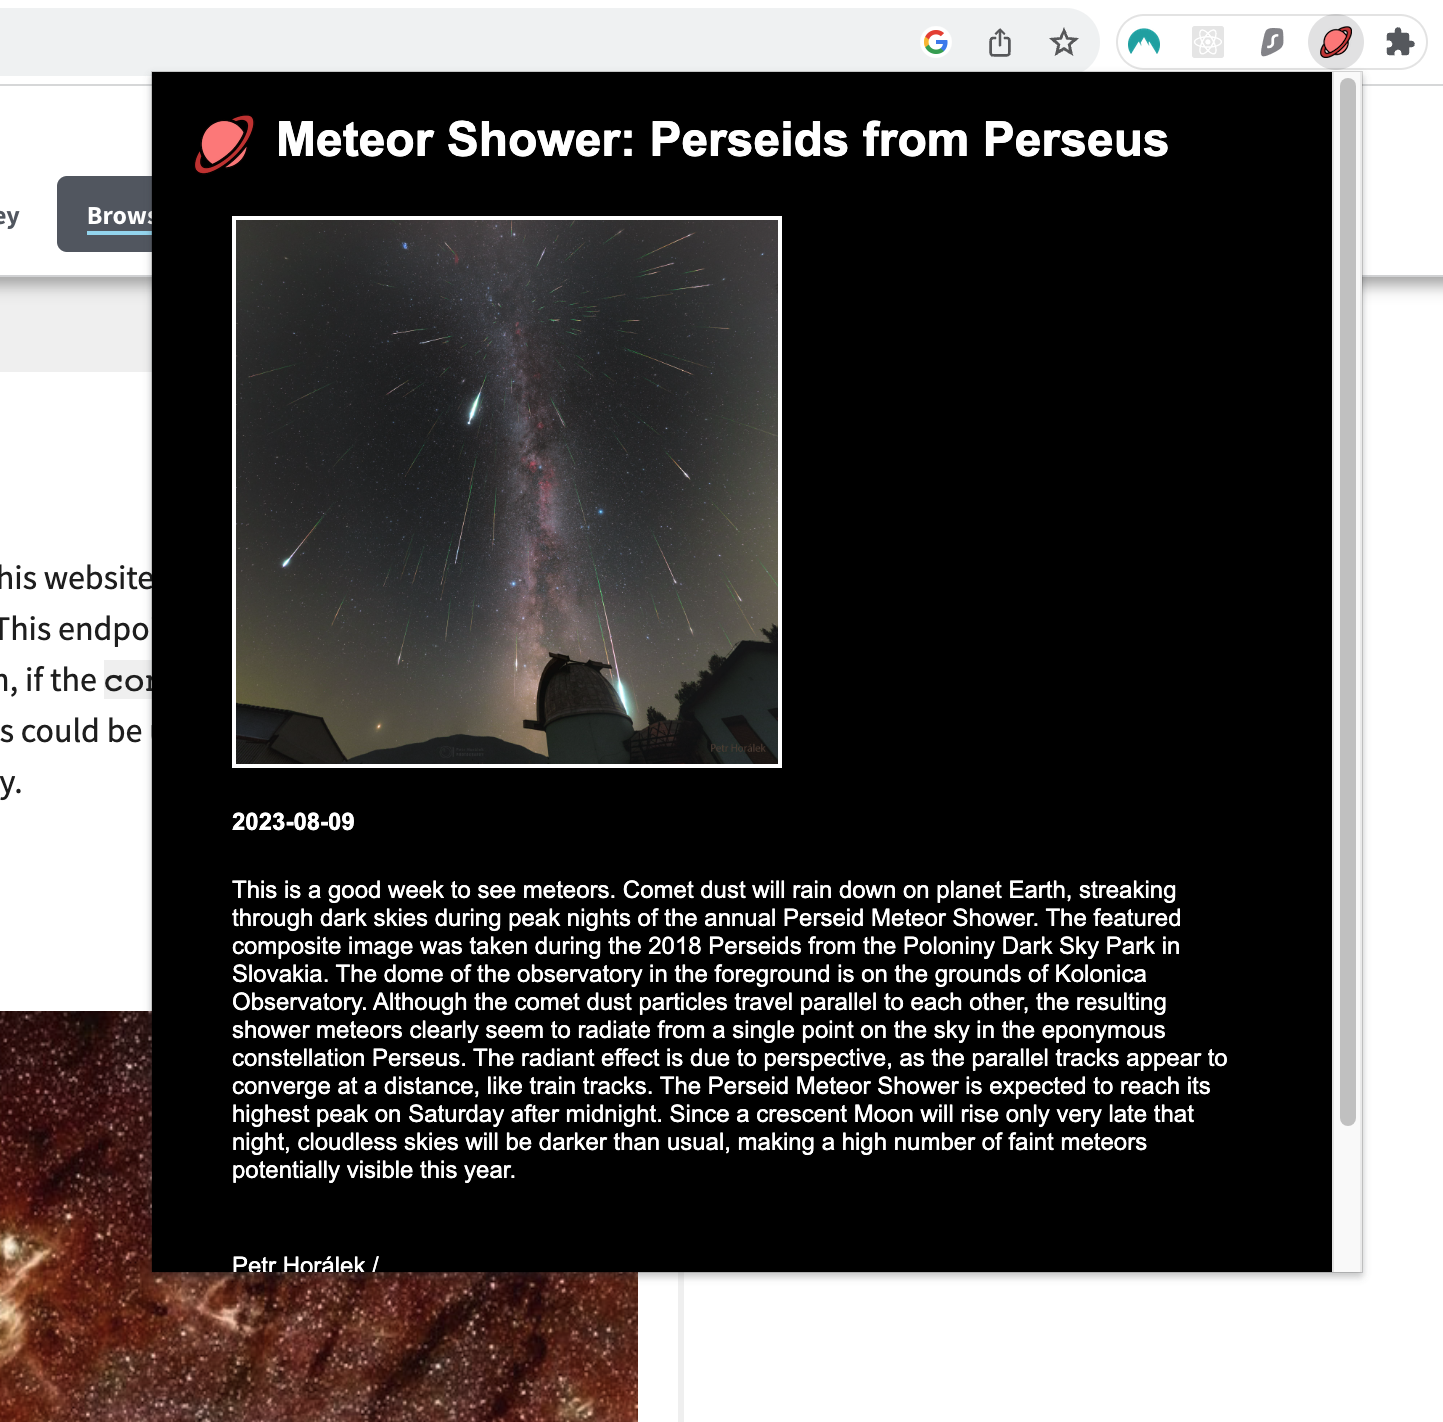 Meteor Shower: Perseids from Perseus
ey
Brows
Petr Horálek
2023-08-09
his website
This endpo
n, if the cor
s could be
y.
This is a good week to see meteors. Comet dust will rain down on planet Earth, streaking
through dark skies during peak nights of the annual Perseid Meteor Shower. The featured
composite image was taken during the 2018 Perseids from the Poloniny Dark Sky Park in
Slovakia. The dome of the observatory in the foreground is on the grounds of Kolonica
Observatory. Although the comet dust particles travel parallel to each other, the resulting
shower meteors clearly seem to radiate from a single point on the sky in the eponymous
constellation Perseus. The radiant effect is due to perspective, as the parallel tracks appear to
converge at a distance, like train tracks. The Perseid Meteor Shower is expected to reach its
highest peak on Saturday after midnight. Since a crescent Moon will rise only very late that
night, cloudless skies will be darker than usual, making a high number of faint meteors
potentially visible this year.
Petr Horálek /